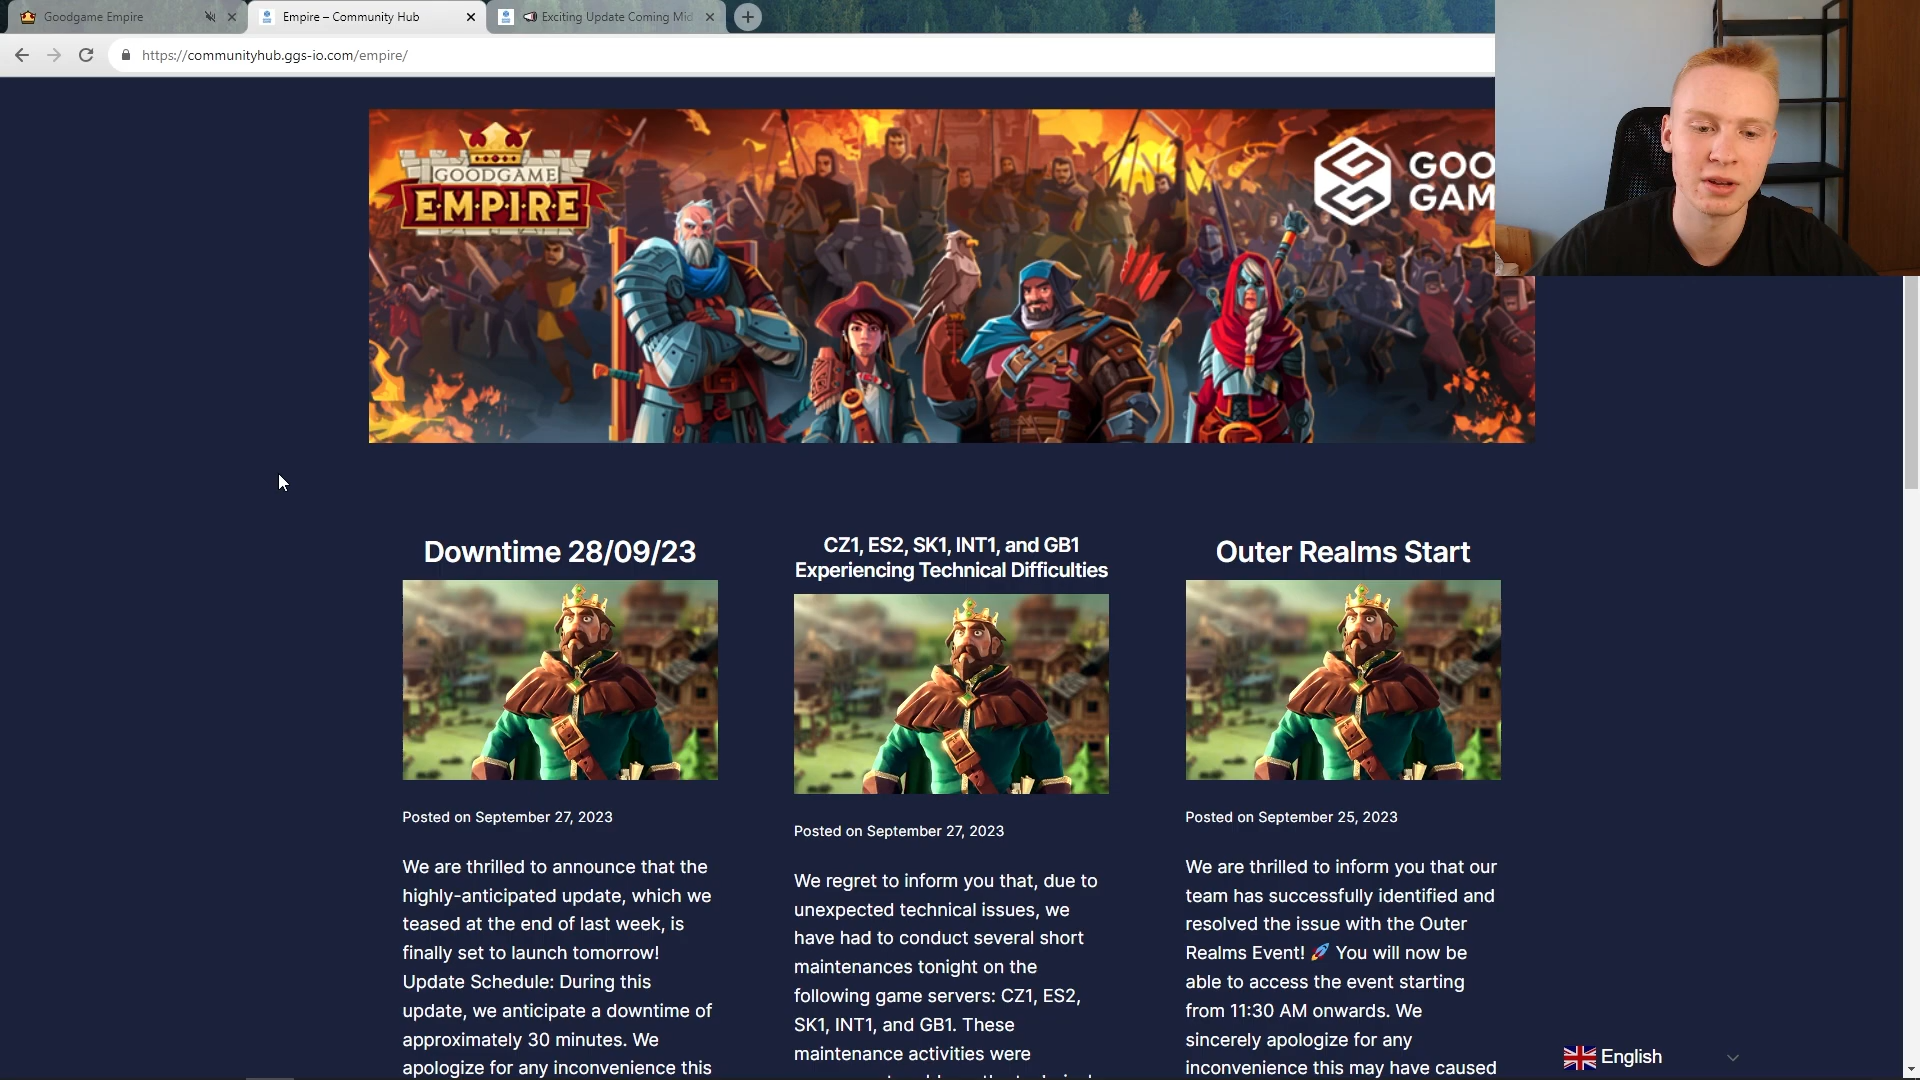 Goodgame Empire
Empire – Community Hub
Exciting Update Coming Mid
https://communityhub.ggs-io.com/empire/
GOODGAME
EMPIRE
GOO
GAM
Downtime 28/09/23
Posted on September 27, 2023
We are thrilled to announce that the
highly-anticipated update, which we
teased at the end of last week, is
finally set to launch tomorrow!
Update Schedule: During this
update, we anticipate a downtime of
approximately 30 minutes. We
apologize for any inconvenience this
CZ1, ES2, SK1, INT1, and GB1
Experiencing Technical Difficulties
Posted on September 27, 2023
We regret to inform you that, due to
unexpected technical issues, we
have had to conduct several short
maintenances tonight on the
following game servers: CZ1, ES2,
SK1, INT1, and GB1. These
maintenance activities were
Outer Realms Start
Posted on September 25, 2023
We are thrilled to inform you that our
team has successfully identified and
resolved the issue with the Outer
Realms Event! 🚀 You will now be
able to access the event starting
from 11:30 AM onwards. We
sincerely apologize for any
inconvenience this may have caused
English